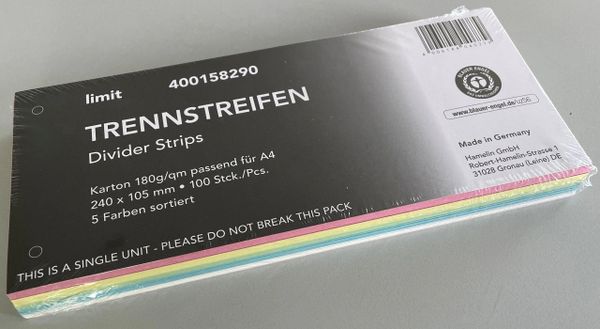 limit 400158290
TRENNSTREIFEN
Divider Strips
Karton 180g/qm passend für A4
240 x 105 mm • 100 Stck./Pcs.
5 Farben sortiert
THIS IS A SINGLE UNIT - PLEASE DO NOT BREAK THIS PACK
BLAUER ENGEL
www.blauer-engel.de/uz56
Made in Germany
Hamelin GmbH
Robert-Hamelin-Strasse 1
31028 Gronau (Leine) DE